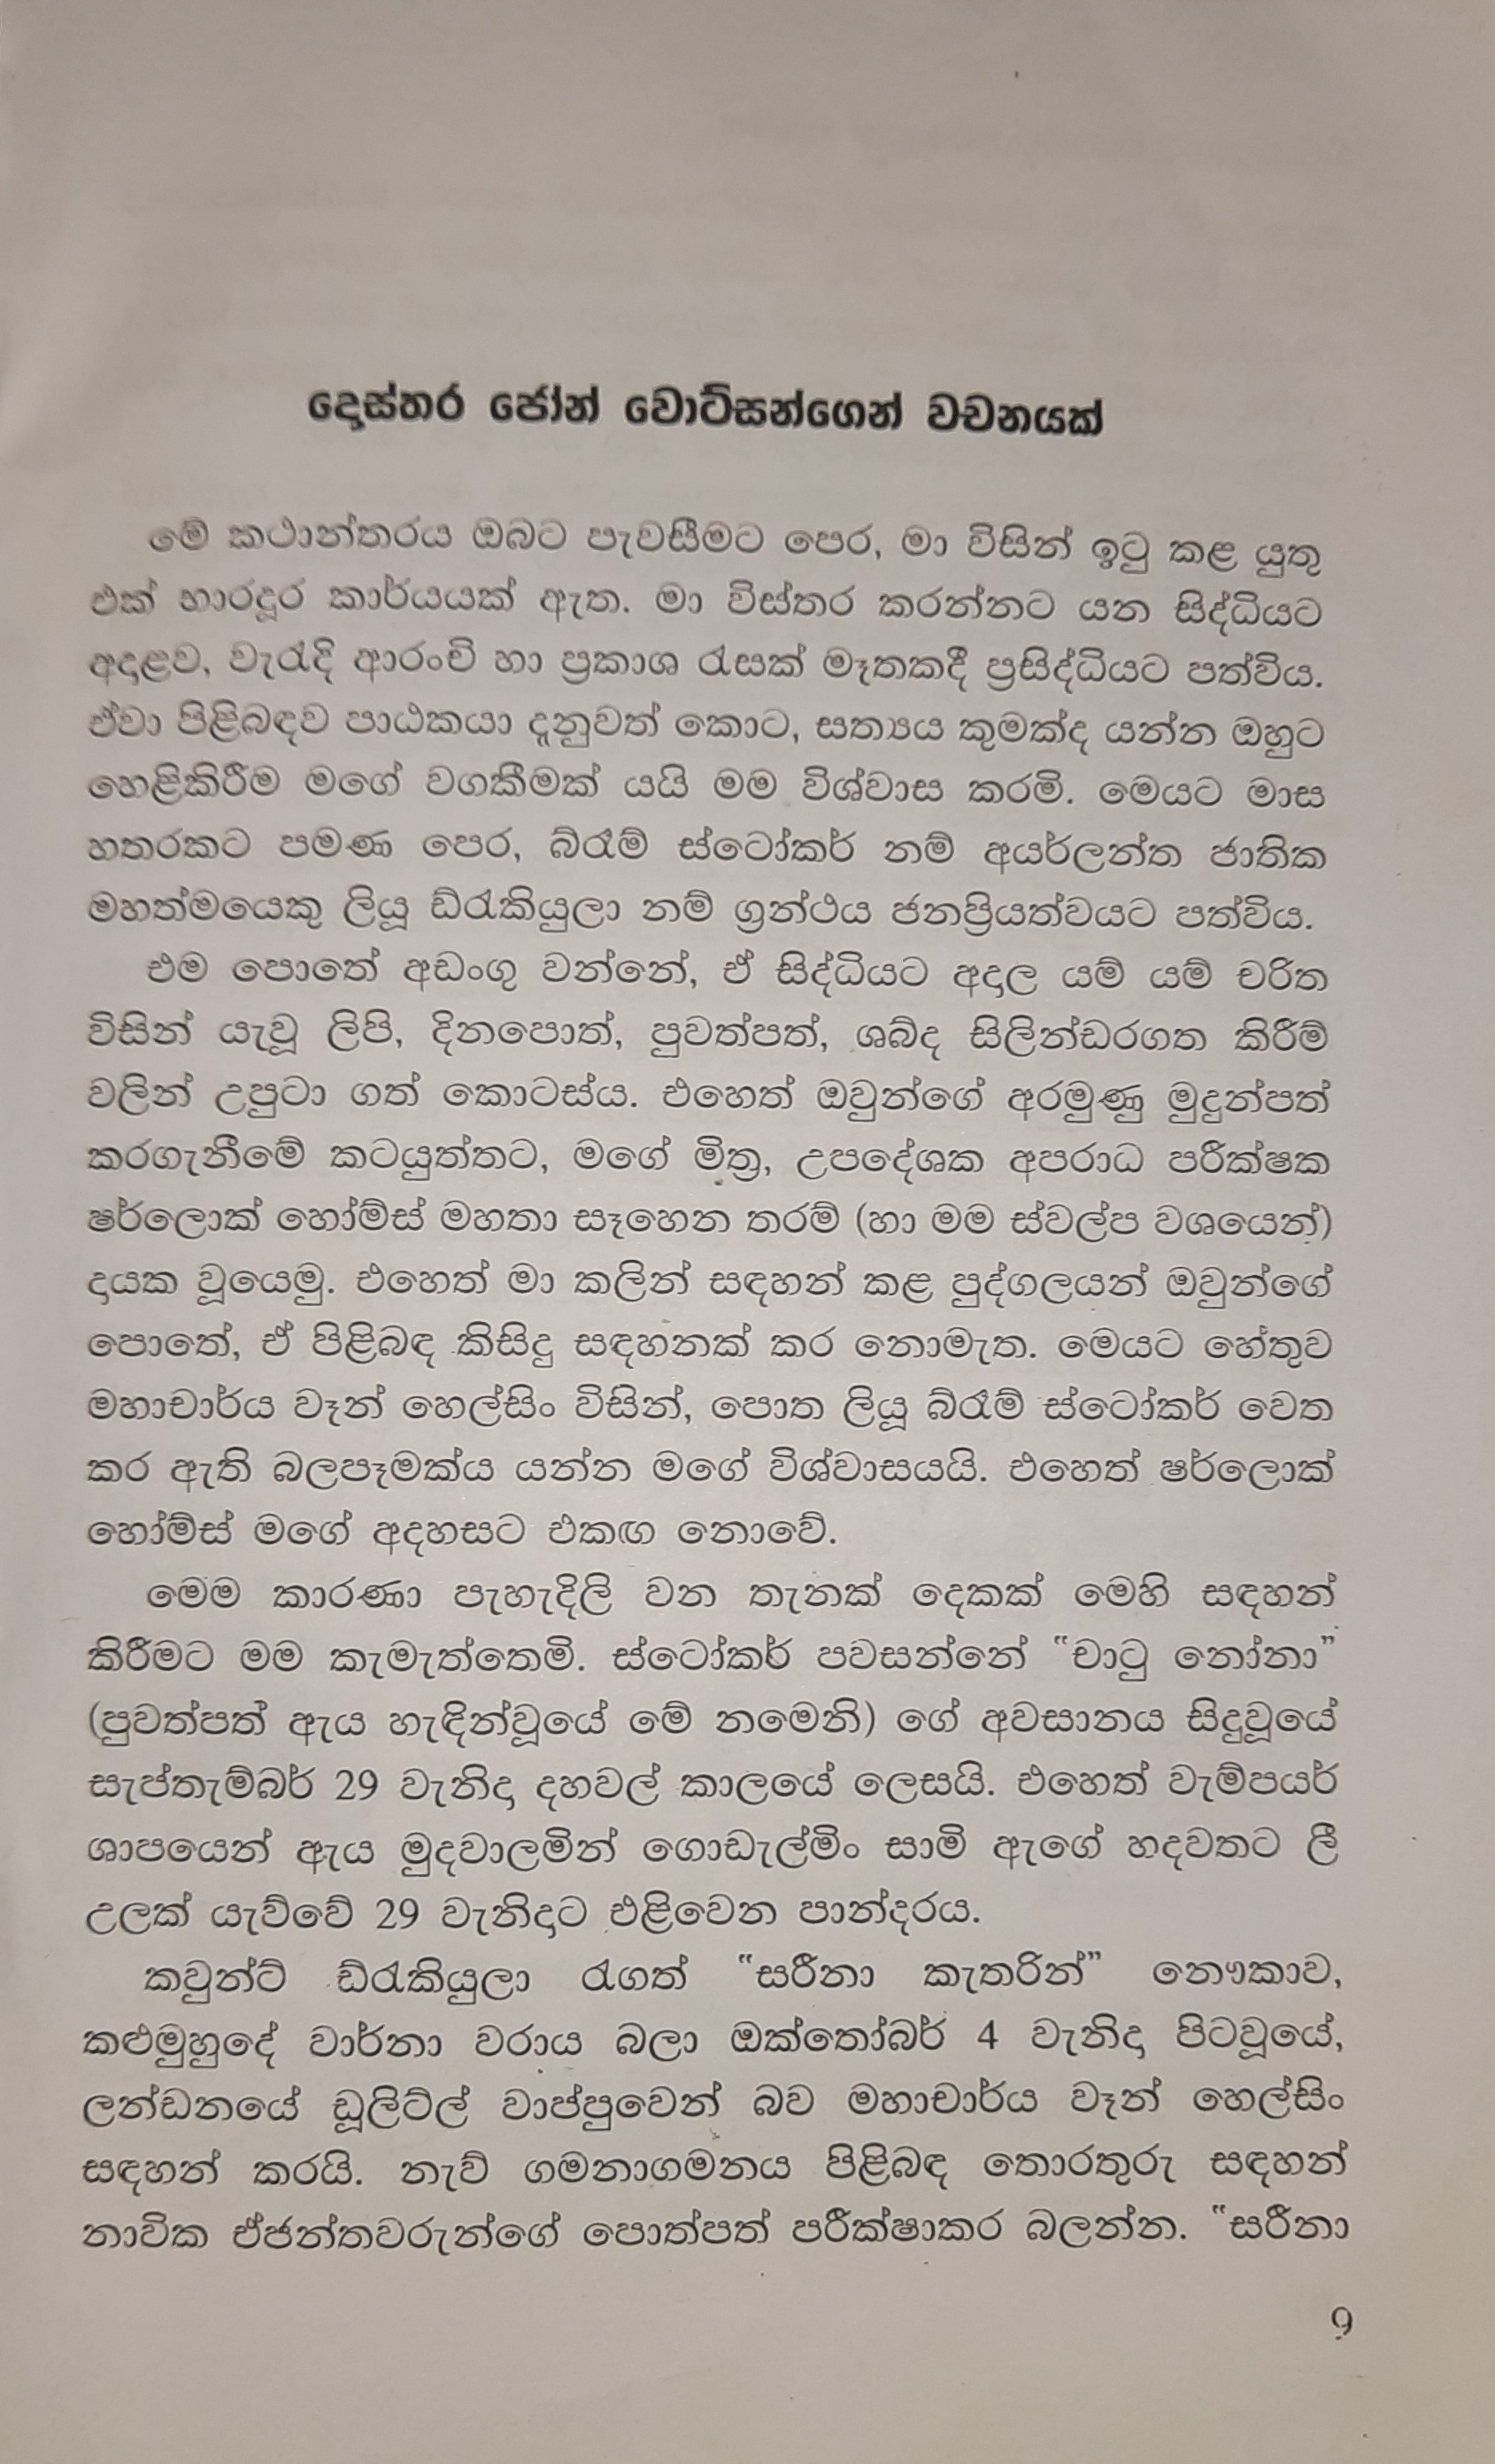 දොස්තර ජෝන් වොට්සන්ගෙන් වචනයක්
මේ කථාන්තරය ඔබට පැවසීමට පෙර, මා විසින් ඉටු කළ යුතු
එක් භාරදූර කාර්යයක් ඇත. මා විස්තර කරන්නට යන සිද්ධියට
අදාළව, වැරැදි ආරංචි හා ප්‍රකාශ රැසක් මෑතකදී ප්‍රසිද්ධියට පත්විය.
ඒවා පිළිබඳව පාඨකයා දැනුවත් කොට, සත්‍යය කුමක්ද යන්න ඔහුට
හෙළිකිරීම මගේ වගකීමක් යයි මම විශ්වාස කරමි. මෙයට මාස
හතරකට පමණ පෙර, බ්රෑම් ස්ටෝකර් නම් අයර්ලන්ත ජාතික
මහත්මයෙකු ලියූ ඩ්රැකියුලා නම් ග්‍රන්ථය ජනප්‍රියත්වයට පත්විය.
එම පොතේ අඩංගු වන්නේ, ඒ සිද්ධියට අදාල යම් යම් චරිත
විසින් යැවූ ලිපි, දිනපොත්, පුවත්පත්, ශබ්ද සිලින්ඩරගත කිරීම්
වලින් උපුටා ගත් කොටස්ය. එහෙත් ඔවුන්ගේ අරමුණු මුදුන්පත්
කරගැනීමේ කටයුත්තට, මගේ මිත්‍ර, උපදේශක අපරාධ පරීක්ෂක
ෂර්ලොක් හෝම්ස් මහතා සෑහෙන තරම් (හා මම ස්වල්ප වශයෙන්)
දායක වූයෙමු. එහෙත් මා කලින් සඳහන් කළ පුද්ගලයන් ඔවුන්ගේ
පොතේ, ඒ පිළිබඳ කිසිදු සඳහනක් කර නොමැත. මෙයට හේතුව
මහාචාර්ය වෑන් හෙල්සිං විසින්, පොත ලියූ බ්රෑම් ස්ටෝකර් වෙත
කර ඇති බලපෑමක්ය යන්න මගේ විශ්වාසයයි. එහෙත් ෂර්ලොක්
හෝම්ස් මගේ අදහසට එකඟ නොවේ.
මෙම කාරණා පැහැදිලි වන තැනක් දෙකක් මෙහි සඳහන්
කිරීමට මම කැමැත්තෙමි. ස්ටෝකර් පවසන්නේ “චාටු නෝනා”
(පුවත්පත් ඇය හැඳින්වූයේ මේ නමෙනි) ගේ අවසානය සිදුවූයේ
සැප්තැම්බර් 29 වැනිදා දහවල් කාලයේ ලෙසයි. එහෙත් වැම්පයර්
ශාපයෙන් ඇය මුදවාලමින් ගොඩැල්මිං සාමි ඇගේ හදවතට ලී
උලක් යැව්වේ 29 වැනිදාට එළිවෙන පාන්දරය.
කවුන්ට් ඩ්රැකියුලා රැගත් “සරීනා කැතරින්” නෞකාව,
කළුමුහුදේ වාර්නා වරාය බලා ඔක්තෝබර් 4 වැනිදා පිටවූයේ,
ලන්ඩනයේ ඩූලිට්ල් වාප්පුවෙන් බව මහාචාර්ය වෑන් හෙල්සිං
සඳහන් කරයි. නැව් ගමනාගමනය පිළිබඳ තොරතුරු සඳහන්
නාවික ඒජන්තවරුන්ගේ පොත්පත් පරීක්ෂාකර බලන්න. “සරීනා
9